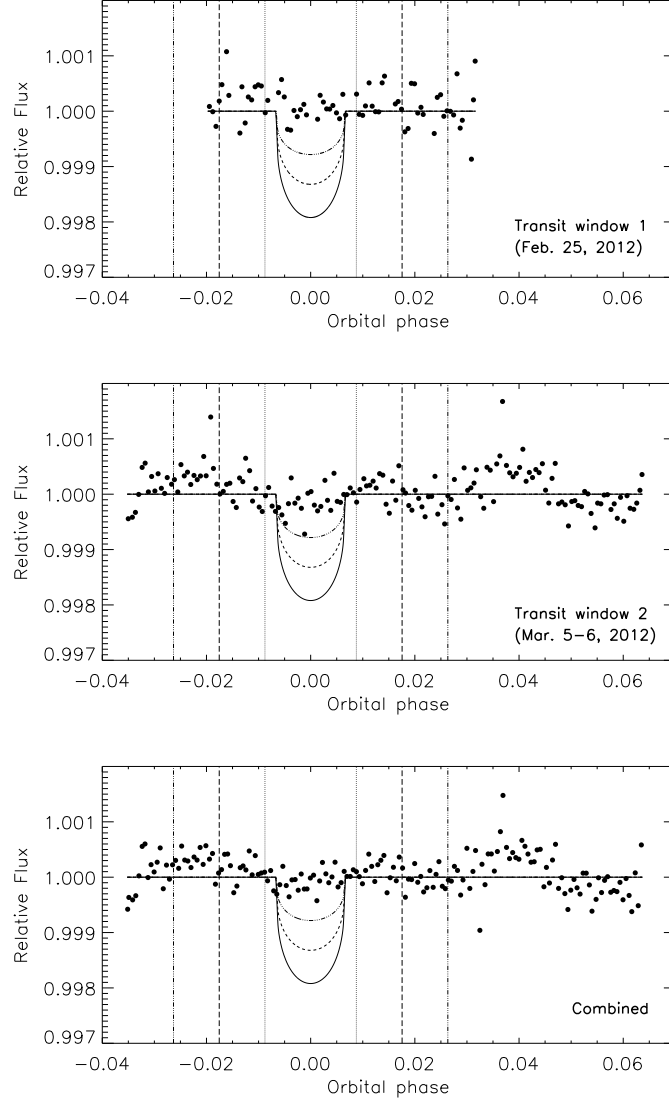 1.001
1.000
0.999
0.998
0.997
Relative Flux
Transit window 1
(Feb. 25, 2012)
−0.04 −0.02 0.00 0.02 0.04 0.06
Orbital phase
1.001
1.000
0.999
0.998
0.997
Relative Flux
Transit window 2
(Mar. 5−6, 2012)
−0.04 −0.02 0.00 0.02 0.04 0.06
Orbital phase
1.001
1.000
0.999
0.998
0.997
Relative Flux
Combined
−0.04 −0.02 0.00 0.02 0.04 0.06
Orbital phase